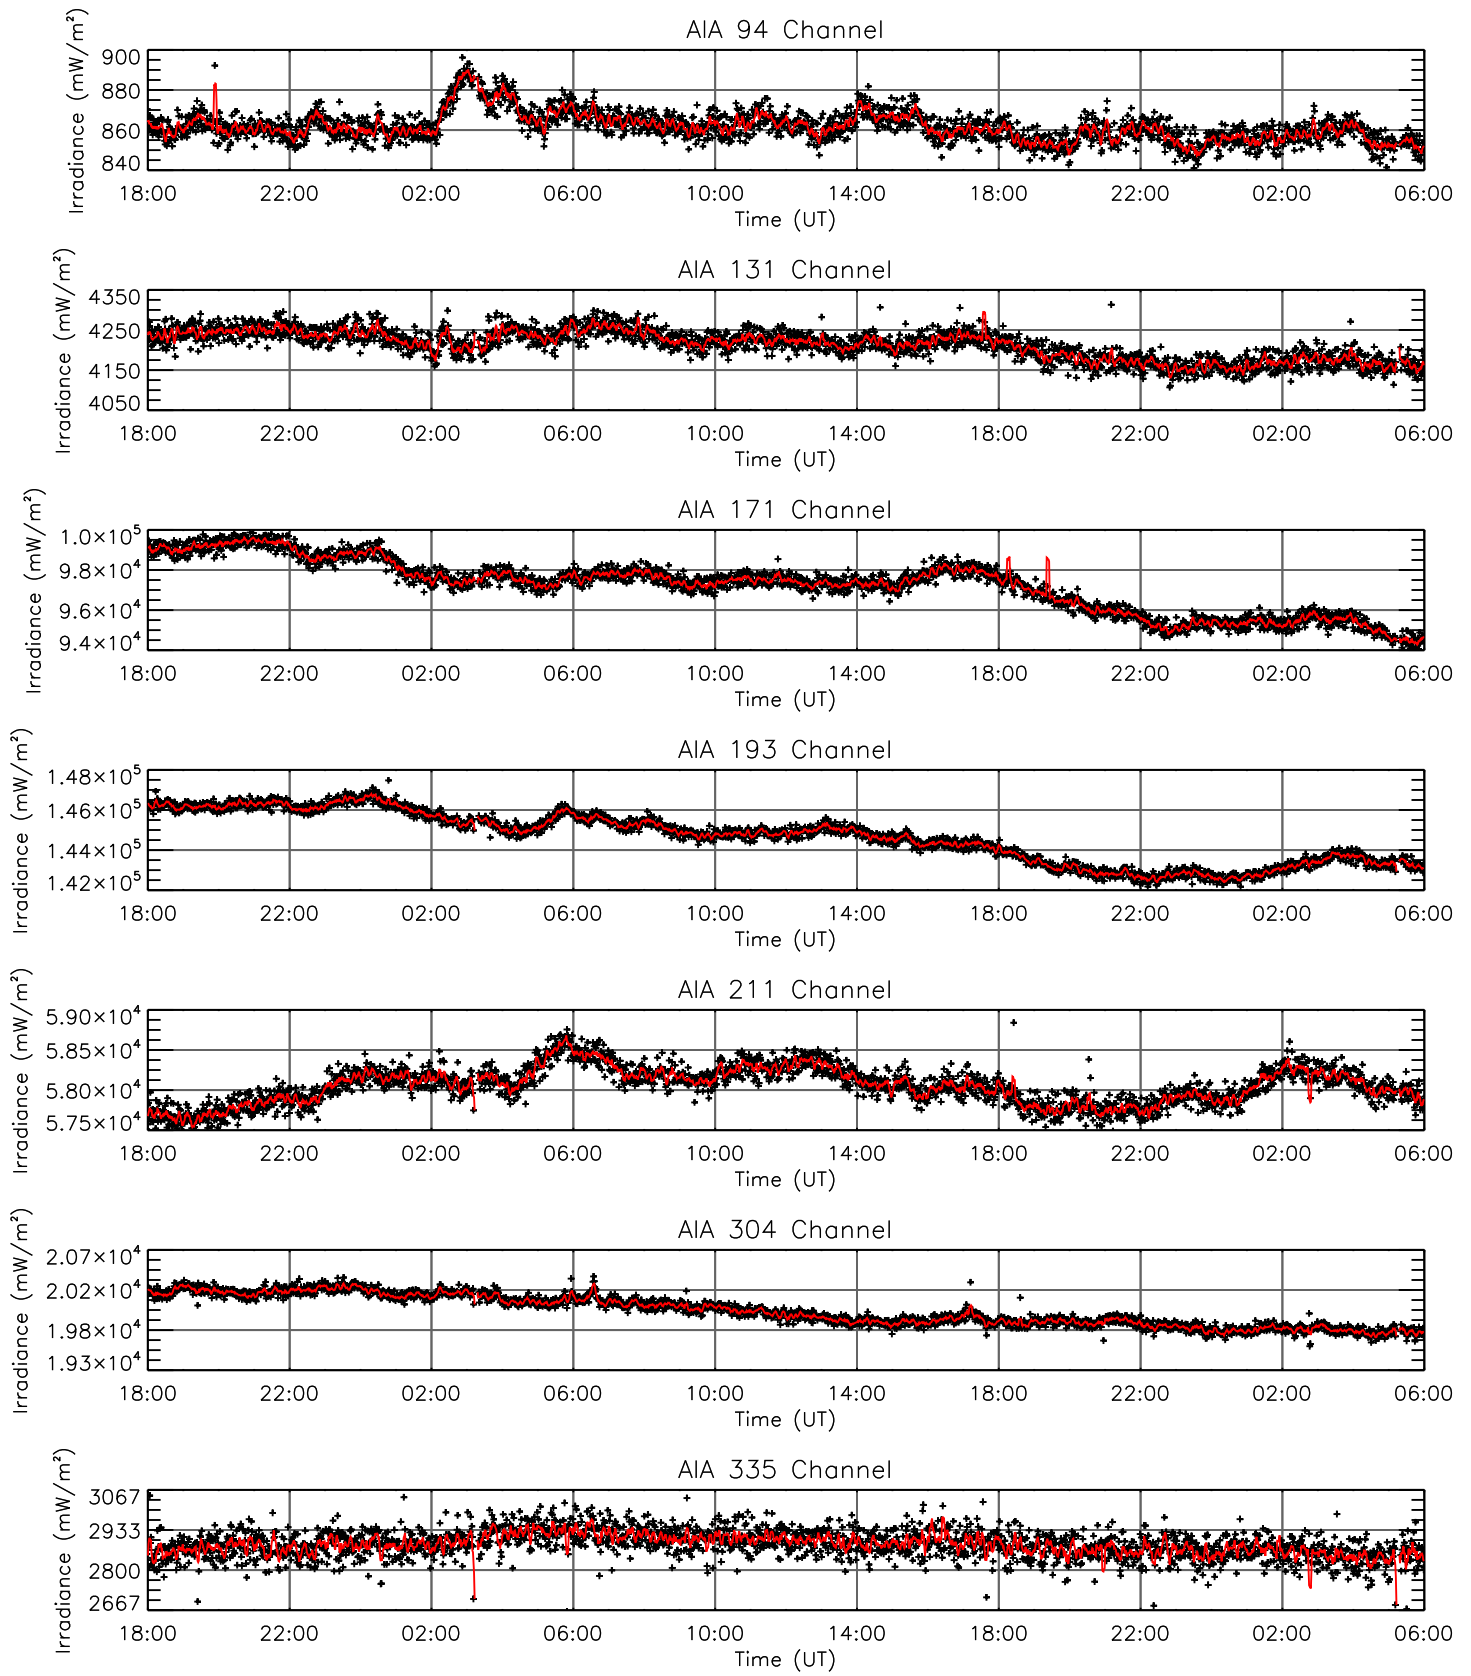 AIA 94 Channel
Irradiance (mW/m²)
900
880
860
840
18:00 22:00 02:00 06:00 10:00 14:00 18:00 22:00 02:00 06:00
Time (UT)
AIA 131 Channel
Irradiance (mW/m²)
4350
4250
4150
4050
18:00 22:00 02:00 06:00 10:00 14:00 18:00 22:00 02:00 06:00
Time (UT)
AIA 171 Channel
Irradiance (mW/m²)
1.0×10⁵
9.8×10⁴
9.6×10⁴
9.4×10⁴
18:00 22:00 02:00 06:00 10:00 14:00 18:00 22:00 02:00 06:00
Time (UT)
AIA 193 Channel
Irradiance (mW/m²)
1.48×10⁵
1.46×10⁵
1.44×10⁵
1.42×10⁵
18:00 22:00 02:00 06:00 10:00 14:00 18:00 22:00 02:00 06:00
Time (UT)
AIA 211 Channel
Irradiance (mW/m²)
5.90×10⁴
5.85×10⁴
5.80×10⁴
5.75×10⁴
18:00 22:00 02:00 06:00 10:00 14:00 18:00 22:00 02:00 06:00
Time (UT)
AIA 304 Channel
Irradiance (mW/m²)
2.07×10⁴
2.02×10⁴
1.98×10⁴
1.93×10⁴
18:00 22:00 02:00 06:00 10:00 14:00 18:00 22:00 02:00 06:00
Time (UT)
AIA 335 Channel
Irradiance (mW/m²)
3067
2933
2800
2667
18:00 22:00 02:00 06:00 10:00 14:00 18:00 22:00 02:00 06:00
Time (UT)